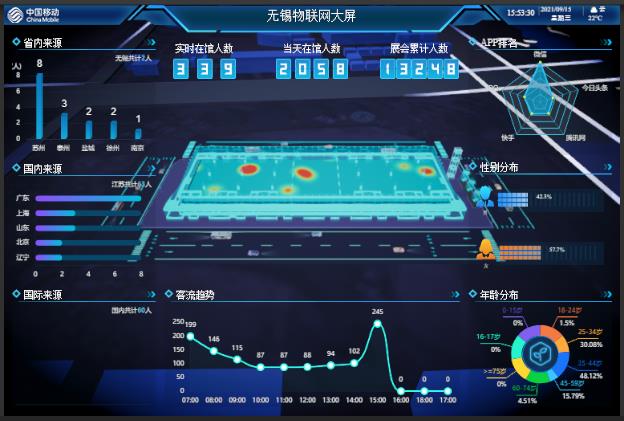 中国移动
China Mobile
无锡物联网大屏
15:53:30
2021/09/15
星期三
云
22℃
省内来源
无锡共计2人
8
8
6
4
2
0
3
2
2
1
苏州
泰州
盐城
徐州
南京
实时在馆人数
339
当天在馆人数
2058
展会累计人数
13248
APP排名
微信
今日头条
腾讯网
快手
国内来源
广东
上海
山东
北京
辽宁
0
2
4
6
8
性别分布
42.3%
57.7%
女
国际来源
国内共计60人
客流趋势
250
200
150
100
50
0
199
146
115
87
87
88
94
102
245
0
0
0
07:00
08:00
09:00
10:00
11:00
12:00
13:00
14:00
15:00
16:00
17:00
年龄分布
0-15岁
0%
18-24岁
1.5%
25-34岁
30.08%
35-44岁
48.12%
45-59岁
15.79%
60-74岁
4.51%
>=75岁
0%
16-17岁
0%